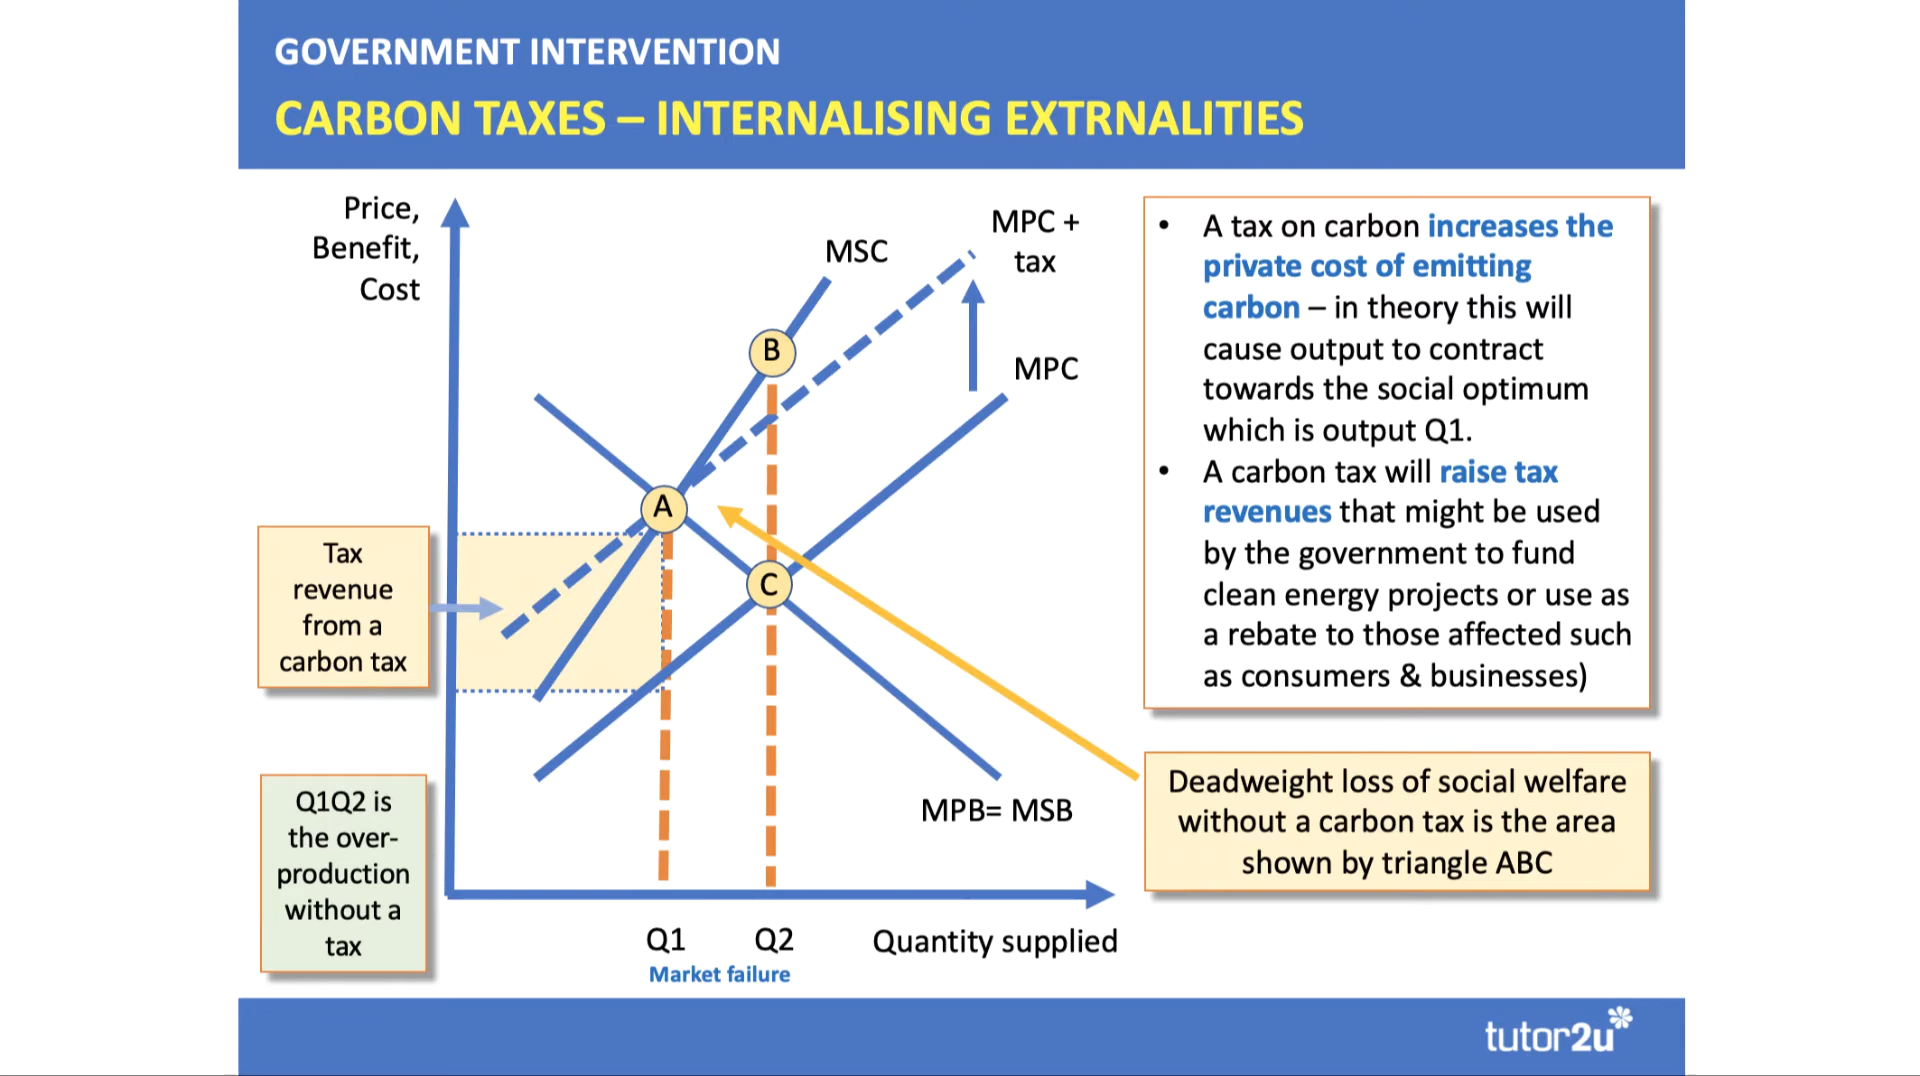 GOVERNMENT INTERVENTION
CARBON TAXES – INTERNALISING EXTRNALITIES
Price,
Benefit,
Cost
MSC
MPC +
tax
MPC
B
A
C
MPB= MSB
Tax
revenue
from a
carbon tax
Q1Q2 is
the over-
production
without a
tax
Q1
Q2
Quantity supplied
Market failure
• A tax on carbon increases the
private cost of emitting
carbon – in theory this will
cause output to contract
towards the social optimum
which is output Q1.
• A carbon tax will raise tax
revenues that might be used
by the government to fund
clean energy projects or use as
a rebate to those affected such
as consumers & businesses)
Deadweight loss of social welfare
without a carbon tax is the area
shown by triangle ABC
tutor2u